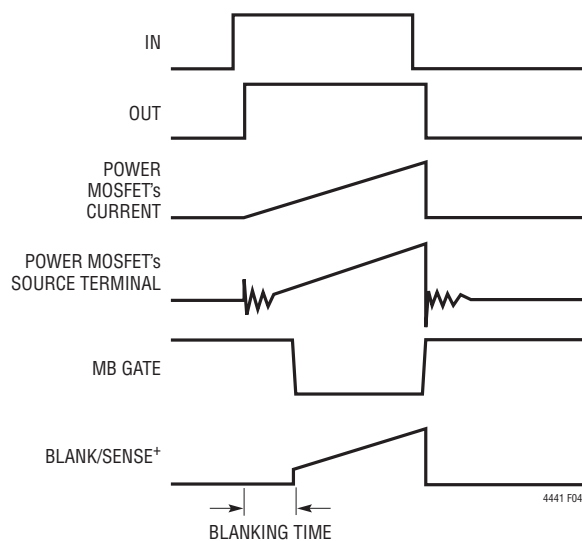 IN
OUT
POWER
MOSFET's
CURRENT
POWER MOSFET's
SOURCE TERMINAL
MB GATE
BLANK/SENSE+
4441 F04
BLANKING TIME